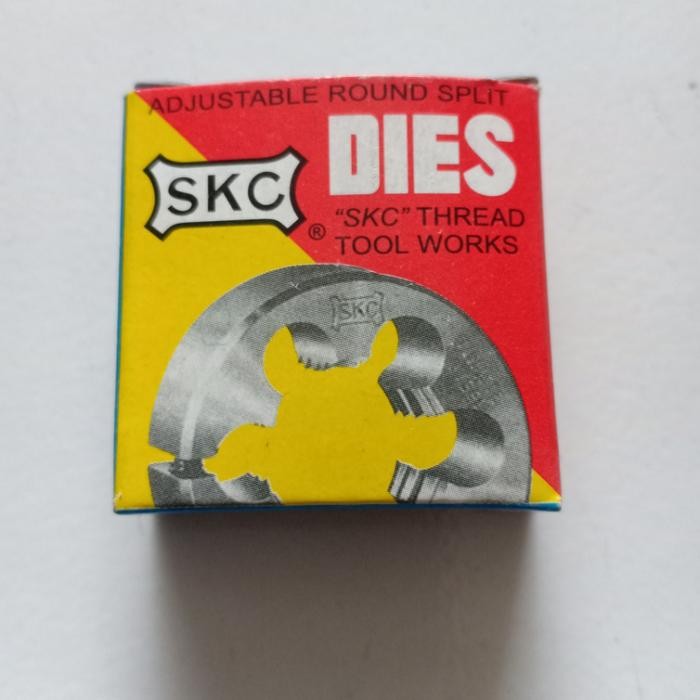 ADJUSTABLE ROUND SPLIT
DIES
SKC
®
"SKC" THREAD
TOOL WORKS
SKC